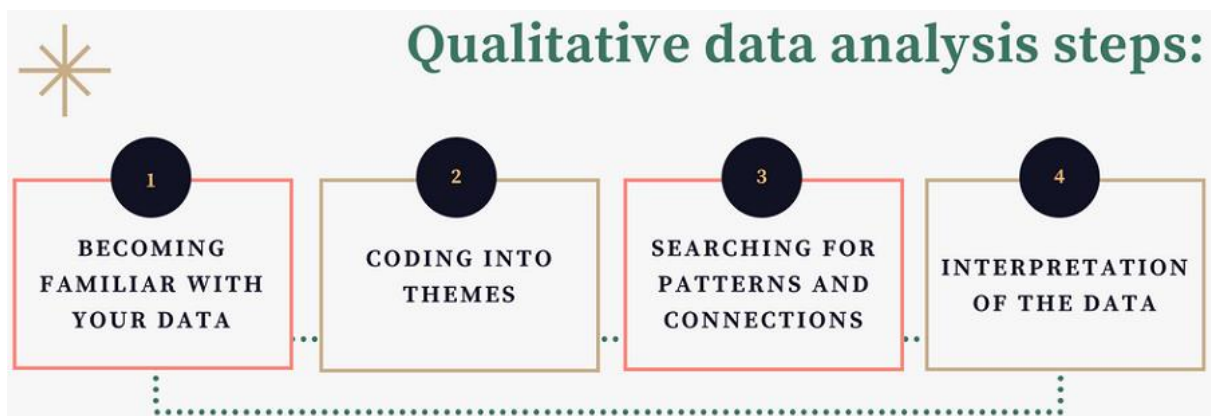 Qualitative data analysis steps:
1
BECOMING
FAMILIAR WITH
YOUR DATA
2
CODING INTO
THEMES
3
SEARCHING FOR
PATTERNS AND
CONNECTIONS
4
INTERPRETATION
OF THE DATA